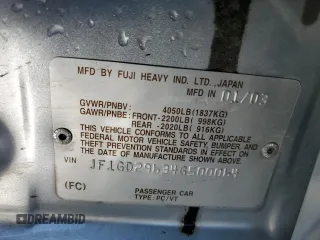 MFD BY FUJI HEAVY IND. LTD., JAPAN
MFD IN 01/03
GVWR/PNBV: 4050LB(1837KG)
GAWR/PNBE: FRONT-2200LB( 998KG)
REAR -2020LB( 916KG)
THIS VEHICLE CONFORMS TO ALL APPLICABLE
FEDERAL MOTOR VEHICLE SAFETY, BUMPER, AND
THEFT PREVENTION STANDARDS IN EFFECT ON THE
DATE OF MANUFACTURE SHOWN ABOVE.
VIN
(FC)
PASSENGER CAR
TYPE: PC/VT
DREAMBID